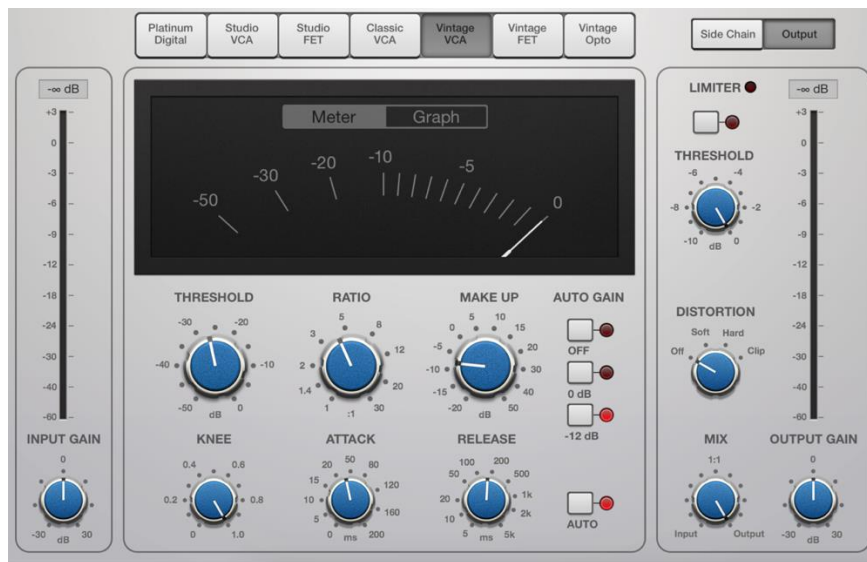 Platinum Digital
Studio VCA
Studio FET
Classic VCA
Vintage VCA
Vintage FET
Vintage Opto
Side Chain
Output
-∞ dB
+3
0
-3
-6
-9
-12
-18
-24
-30
-40
-60
INPUT GAIN
0
-30
dB
30
Meter
Graph
-50
-30
-20
-10
-5
0
THRESHOLD
-30
-20
-40
-10
-50
dB
0
RATIO
5
3
8
2
12
1.4
20
1
:1
30
MAKE UP
5
10
0
15
-5
20
-10
30
-15
40
-20
dB
50
AUTO GAIN
OFF
0 dB
-12 dB
KNEE
0.4
0.6
0.2
0.8
0
1.0
ATTACK
50
20
80
15
120
10
160
5
0
ms
200
RELEASE
100
200
50
500
20
1k
10
2k
5
ms
5k
AUTO
LIMITER
THRESHOLD
-6
-4
-8
-2
-10
dB
0
DISTORTION
Soft
Hard
Off
Clip
MIX
1:1
Input
Output
-∞ dB
+3
0
-3
-6
-9
-12
-18
-24
-30
-40
-60
OUTPUT GAIN
0
-30
dB
30